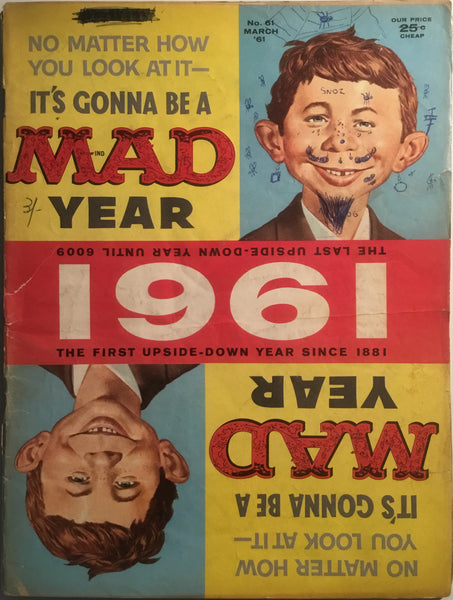 No. 61
MARCH
'61
OUR PRICE
25¢
CHEAP
NO MATTER HOW
YOU LOOK AT IT—
IT'S GONNA BE A
MAD
IND
YEAR
3/-
THE LAST UPSIDE-DOWN YEAR UNTIL 6009
1961
THE FIRST UPSIDE-DOWN YEAR SINCE 1881
NO MATTER HOW
YOU LOOK AT IT—
IT'S GONNA BE A
MAD
YEAR